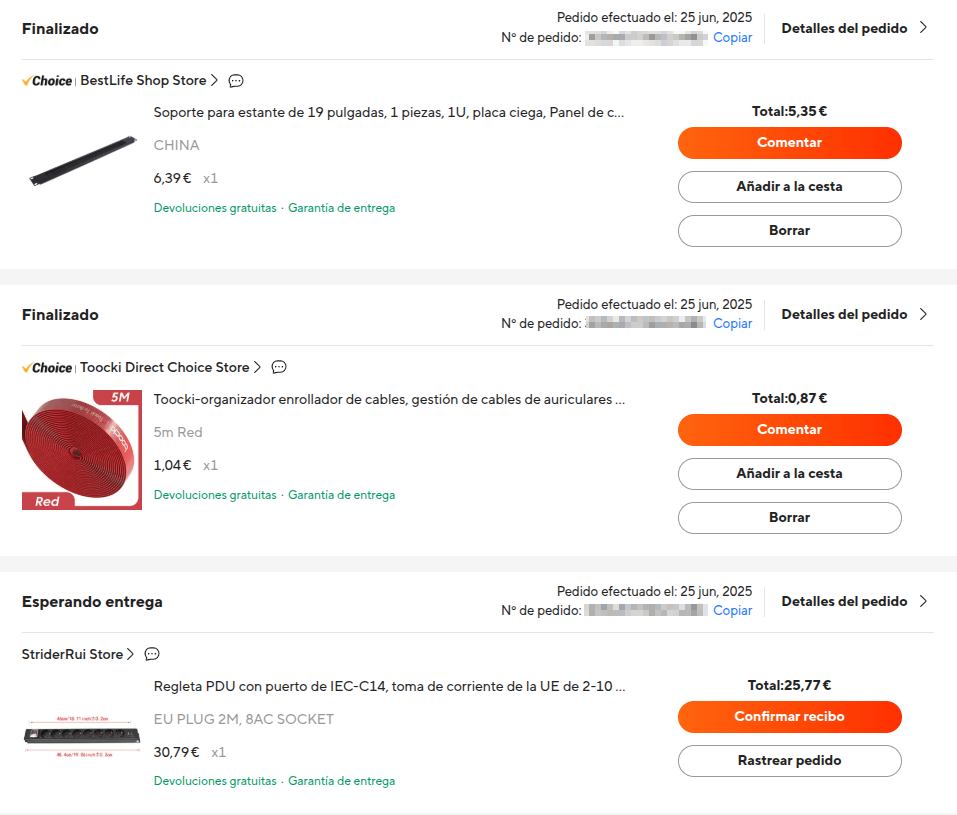 Finalizado
Pedido efectuado el: 25 jun, 2025
Nº de pedido:
Copiar
Detalles del pedido
Choice | BestLife Shop Store
Soporte para estante de 19 pulgadas, 1 piezas, 1U, placa ciega, Panel de c...
CHINA
6,39 € x1
Devoluciones gratuitas · Garantía de entrega
Total:5,35 €
Comentar
Añadir a la cesta
Borrar
Finalizado
Pedido efectuado el: 25 jun, 2025
Nº de pedido:
Copiar
Detalles del pedido
Choice | Toocki Direct Choice Store
5M
Red
Toocki-organizador enrollador de cables, gestión de cables de auriculares ...
5m Red
1,04 € x1
Devoluciones gratuitas · Garantía de entrega
Total:0,87 €
Comentar
Añadir a la cesta
Borrar
Esperando entrega
Pedido efectuado el: 25 jun, 2025
Nº de pedido:
Copiar
Detalles del pedido
StriderRui Store
Regleta PDU con puerto de IEC-C14, toma de corriente de la UE de 2-10 ...
EU PLUG 2M, 8AC SOCKET
30,79 € x1
Devoluciones gratuitas · Garantía de entrega
Total:25,77 €
Confirmar recibo
Rastrear pedido